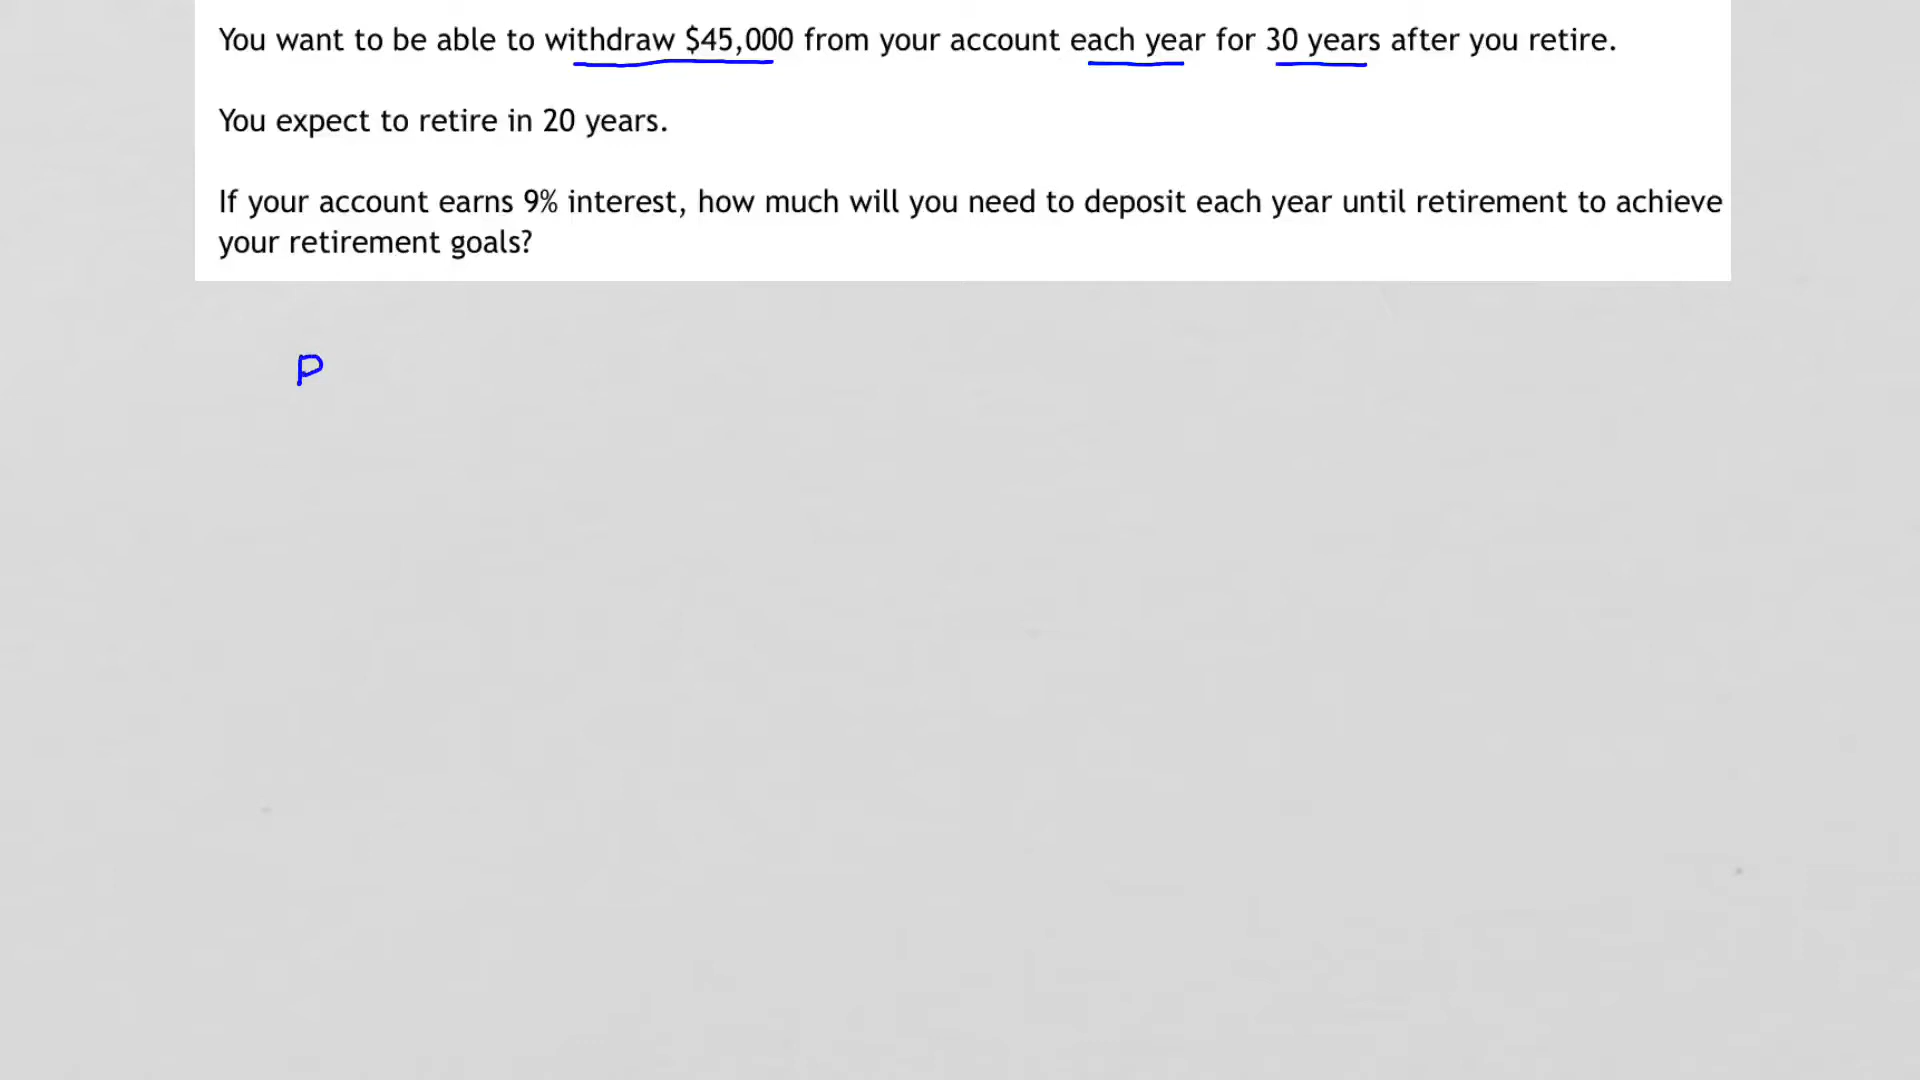 You want to be able to withdraw $45,000 from your account each year for 30 years after you retire.
You expect to retire in 20 years.
If your account earns 9% interest, how much will you need to deposit each year until retirement to achieve
your retirement goals?
P